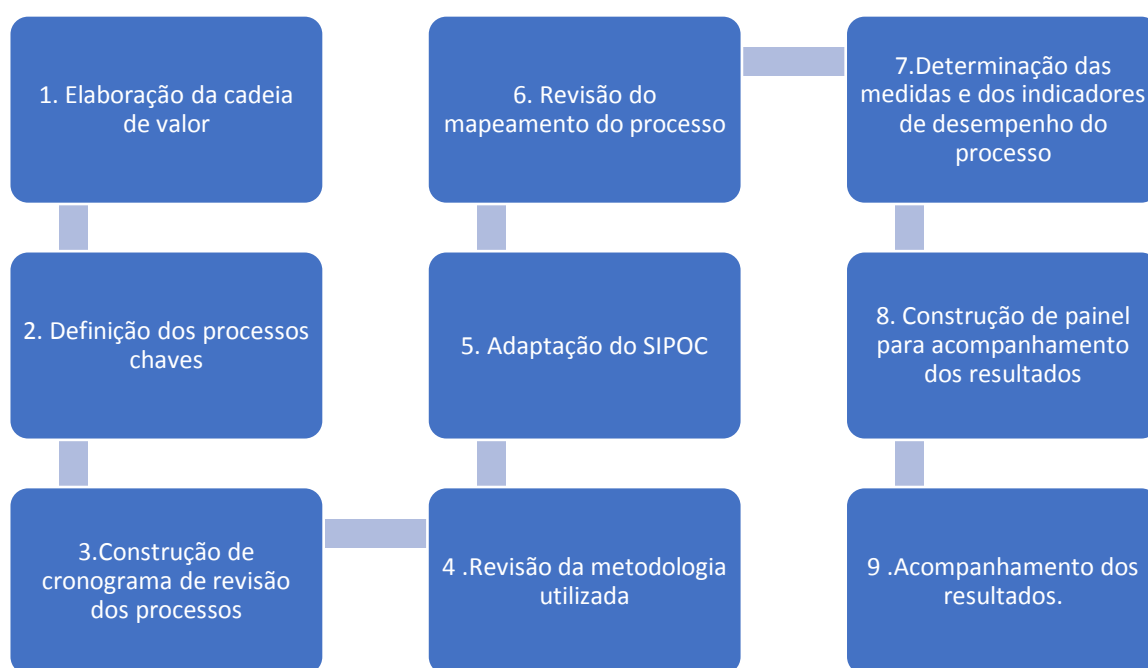 1. Elaboração da cadeia
de valor
2. Definição dos processos
chaves
3.Construção de
cronograma de revisão
dos processos
4 .Revisão da metodologia
utilizada
5. Adaptação do SIPOC
6. Revisão do
mapeamento do processo
7.Determinação das
medidas e dos indicadores
de desempenho do
processo
8. Construção de painel
para acompanhamento
dos resultados
9 .Acompanhamento dos
resultados.